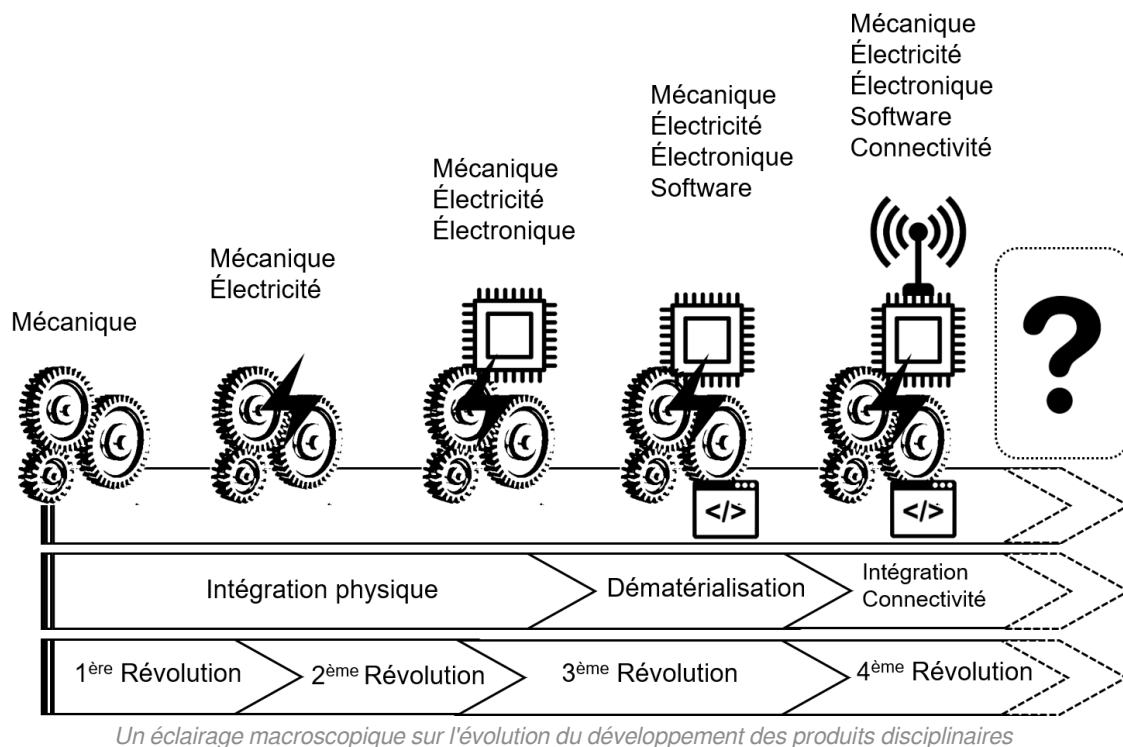 Mécanique
Mécanique
Électricité
Mécanique
Électricité
Électronique
Mécanique
Électricité
Électronique
Software
Mécanique
Électricité
Électronique
Software
Connectivité
?
</>
</>
Intégration physique
Dématérialisation
Intégration
Connectivité
1ère Révolution
2ème Révolution
3ème Révolution
4ème Révolution
Un éclairage macroscopique sur l'évolution du développement des produits disciplinaires